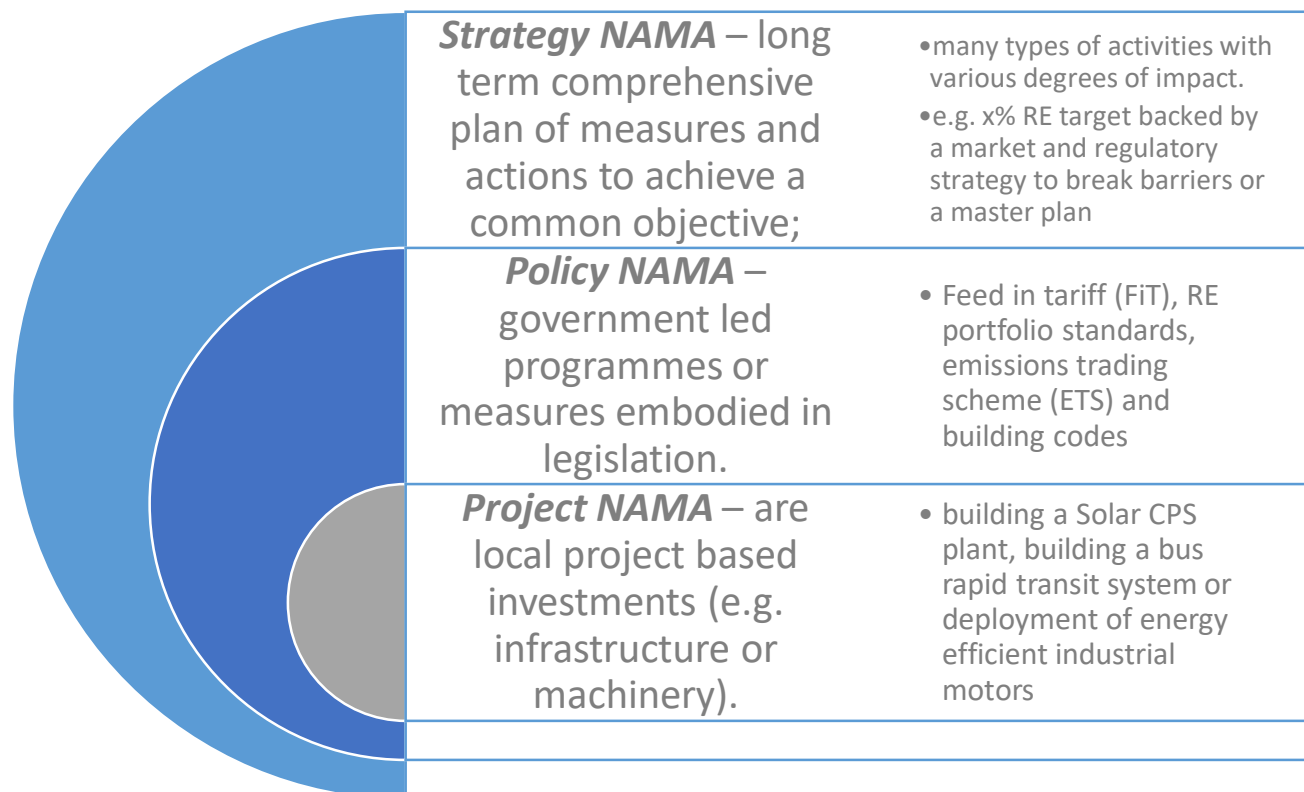 Strategy NAMA – long
term comprehensive
plan of measures and
actions to achieve a
common objective;
•many types of activities with
various degrees of impact.
•e.g. x% RE target backed by
a market and regulatory
strategy to break barriers or
a master plan
Policy NAMA –
government led
programmes or
measures embodied in
legislation.
• Feed in tariff (FiT), RE
portfolio standards,
emissions trading
scheme (ETS) and
building codes
Project NAMA – are
local project based
investments (e.g.
infrastructure or
machinery).
• building a Solar CPS
plant, building a bus
rapid transit system or
deployment of energy
efficient industrial
motors